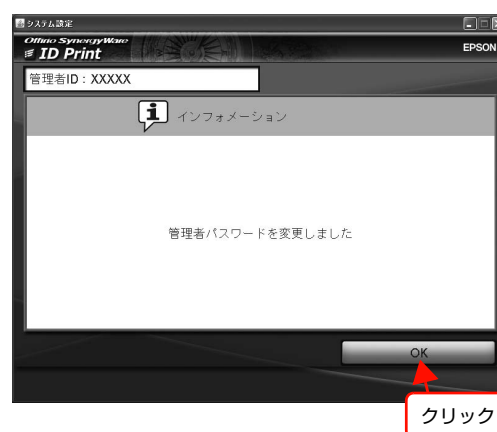 システム設定
Offirio SynergyWare
ID Print
EPSON
管理者ID：XXXXX
i インフォメーション
管理者パスワードを変更しました
OK
クリック